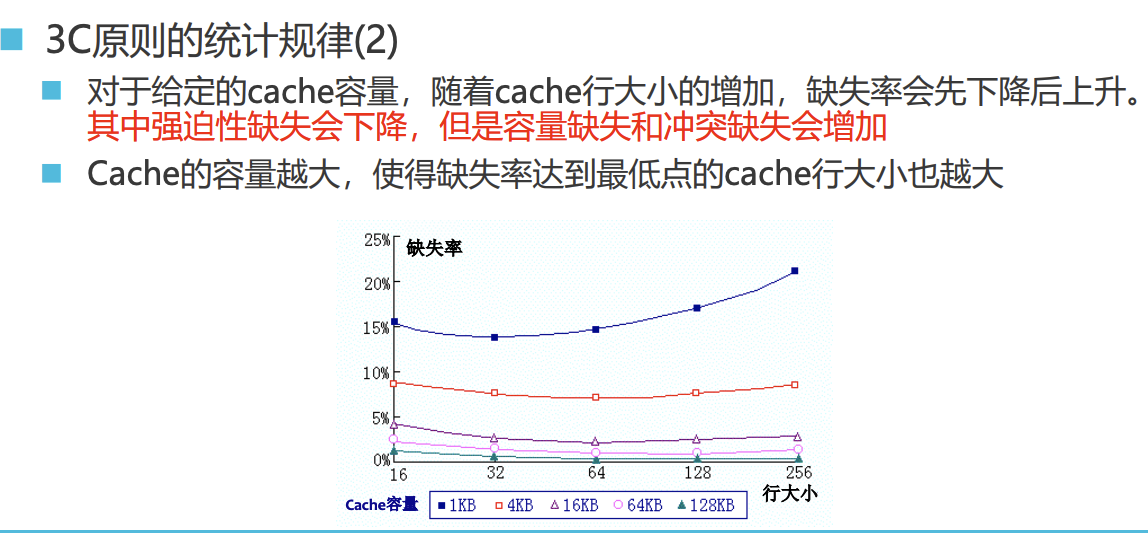 3C原则的统计规律(2)
对于给定的cache容量，随着cache行大小的增加，缺失率会先下降后上升。
其中强迫性缺失会下降，但是容量缺失和冲突缺失会增加
Cache的容量越大，使得缺失率达到最低点的cache行大小也越大
25%
缺失率
20%
15%
10%
5%
0%
16 32 64 128 256
行大小
Cache容量 1KB 4KB 16KB 64KB 128KB